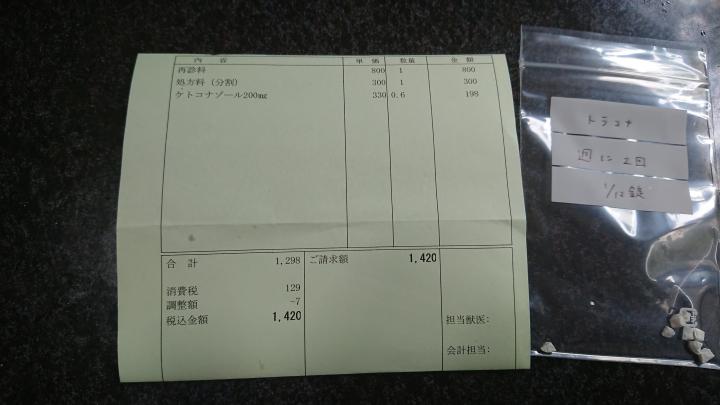 内 容 単 価 数量 金 額
再診料 800 1 800
処方料（分割） 300 1 300
ケトコナゾール200mg 330 0.6 198
合 計 1,298 ご請求額 1,420
消費税 129
調整額 -7
税込金額 1,420
担当獣医：
会計担当：
トラコナ
週に2回
1/12錠